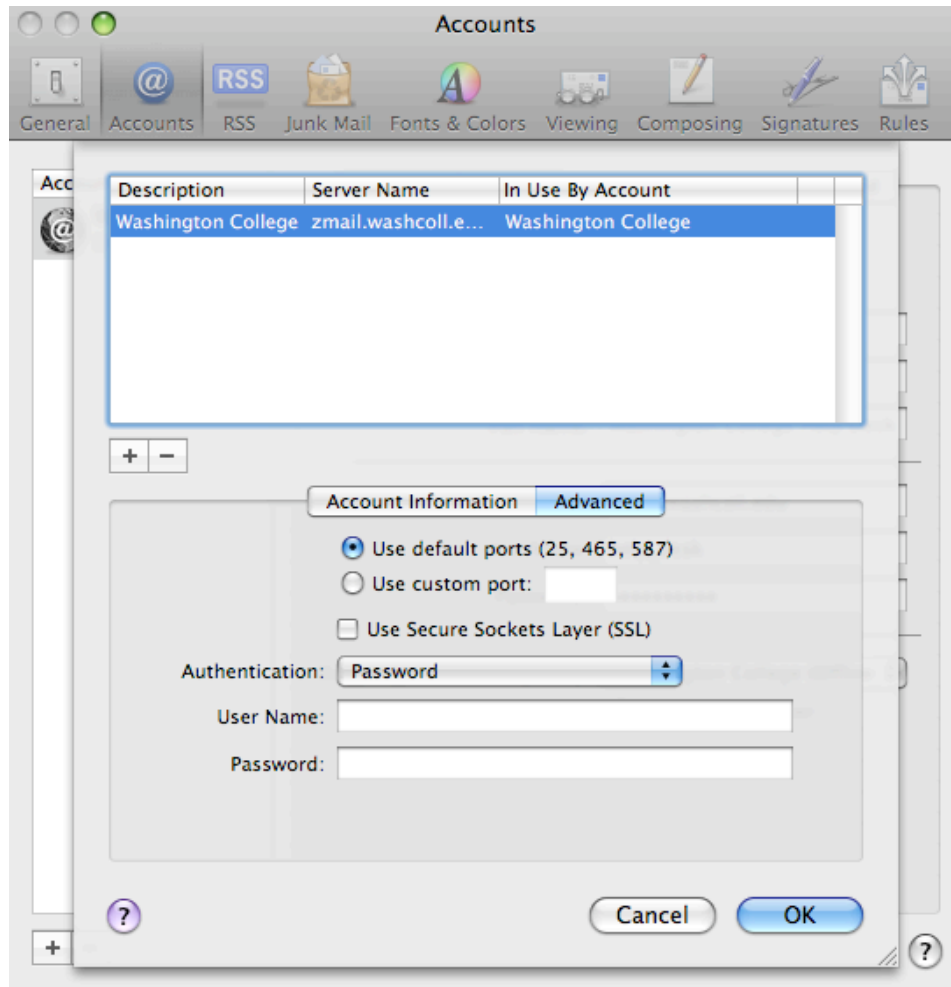 Accounts
General Accounts RSS Junk Mail Fonts & Colors Viewing Composing Signatures Rules
Acc
Description Server Name In Use By Account
Washington College zmail.washcoll.e... Washington College
+ −
Account Information Advanced
Use default ports (25, 465, 587)
Use custom port:
Use Secure Sockets Layer (SSL)
Authentication: Password
User Name:
Password:
? Cancel OK
+ ?